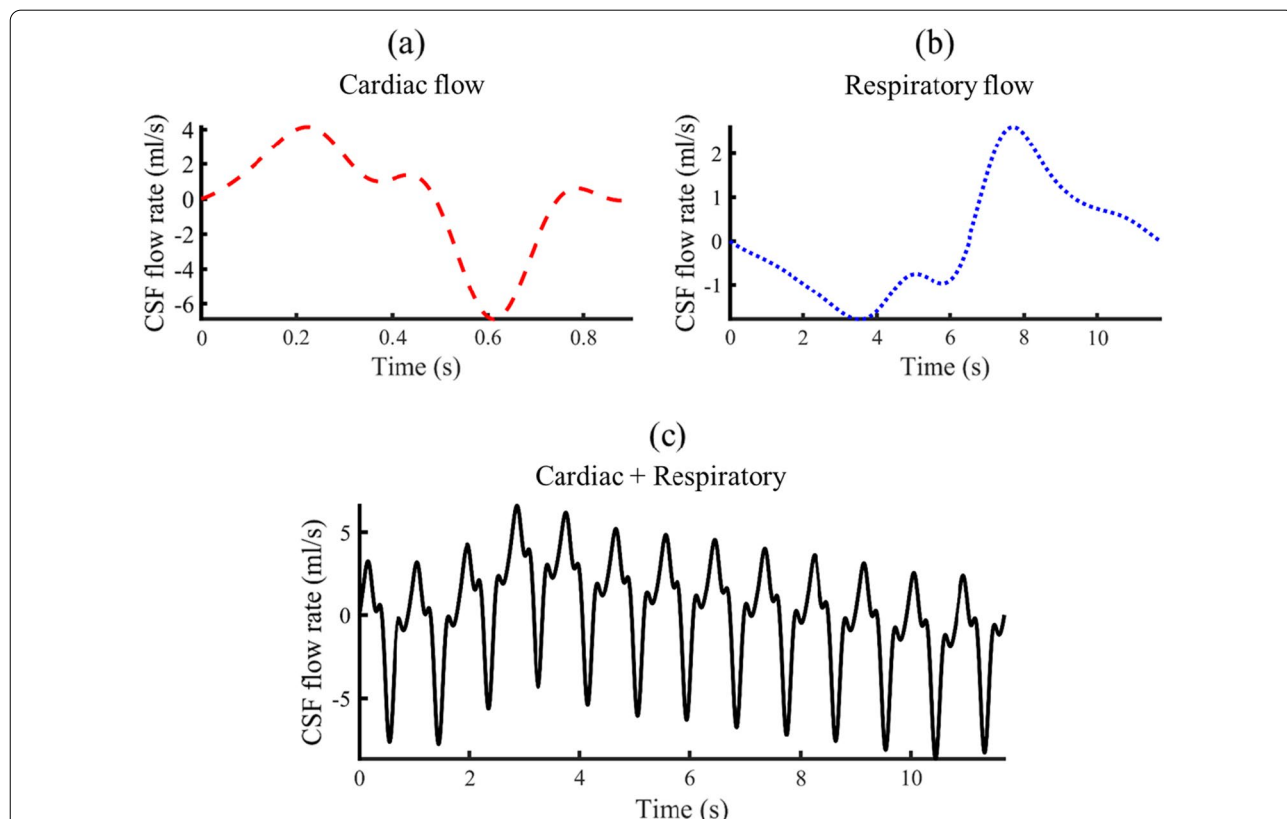 (a)
Cardiac flow
CSF flow rate (ml/s)
4
2
0
-2
-4
-6
0 0.2 0.4 0.6 0.8
Time (s)
(b)
Respiratory flow
CSF flow rate (ml/s)
2
1
0
-1
0 2 4 6 8 10
Time (s)
(c)
Cardiac + Respiratory
CSF flow rate (ml/s)
5
0
-5
0 2 4 6 8 10
Time (s)